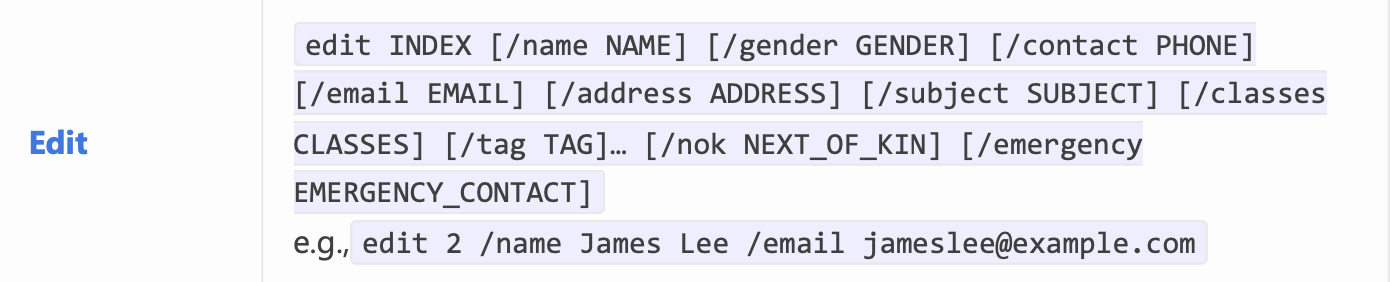 Edit
edit INDEX [/name NAME] [/gender GENDER] [/contact PHONE]
[/email EMAIL] [/address ADDRESS] [/subject SUBJECT] [/classes
CLASSES] [/tag TAG]… [/nok NEXT_OF_KIN] [/emergency
EMERGENCY_CONTACT]
e.g., edit 2 /name James Lee /email jameslee@example.com